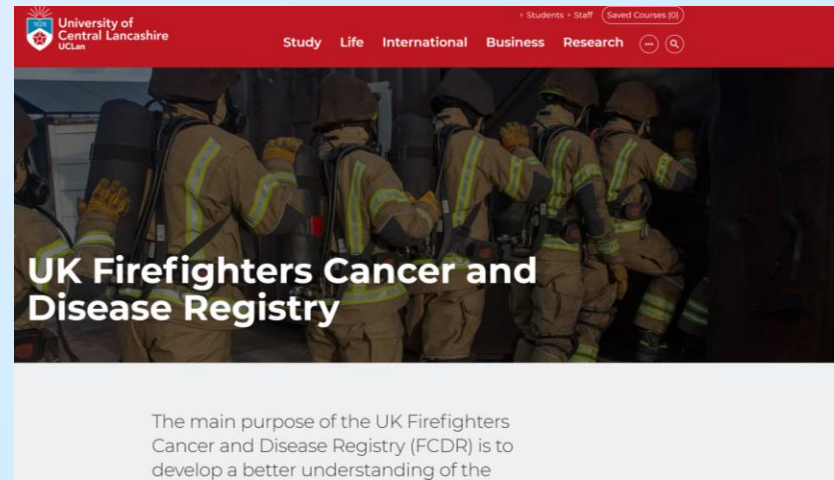 › Students › Staff Saved Courses (0)
1828 University of
Central Lancashire
UCLan
Study Life International Business Research
UK Firefighters Cancer and
Disease Registry
The main purpose of the UK Firefighters
Cancer and Disease Registry (FCDR) is to
develop a better understanding of the